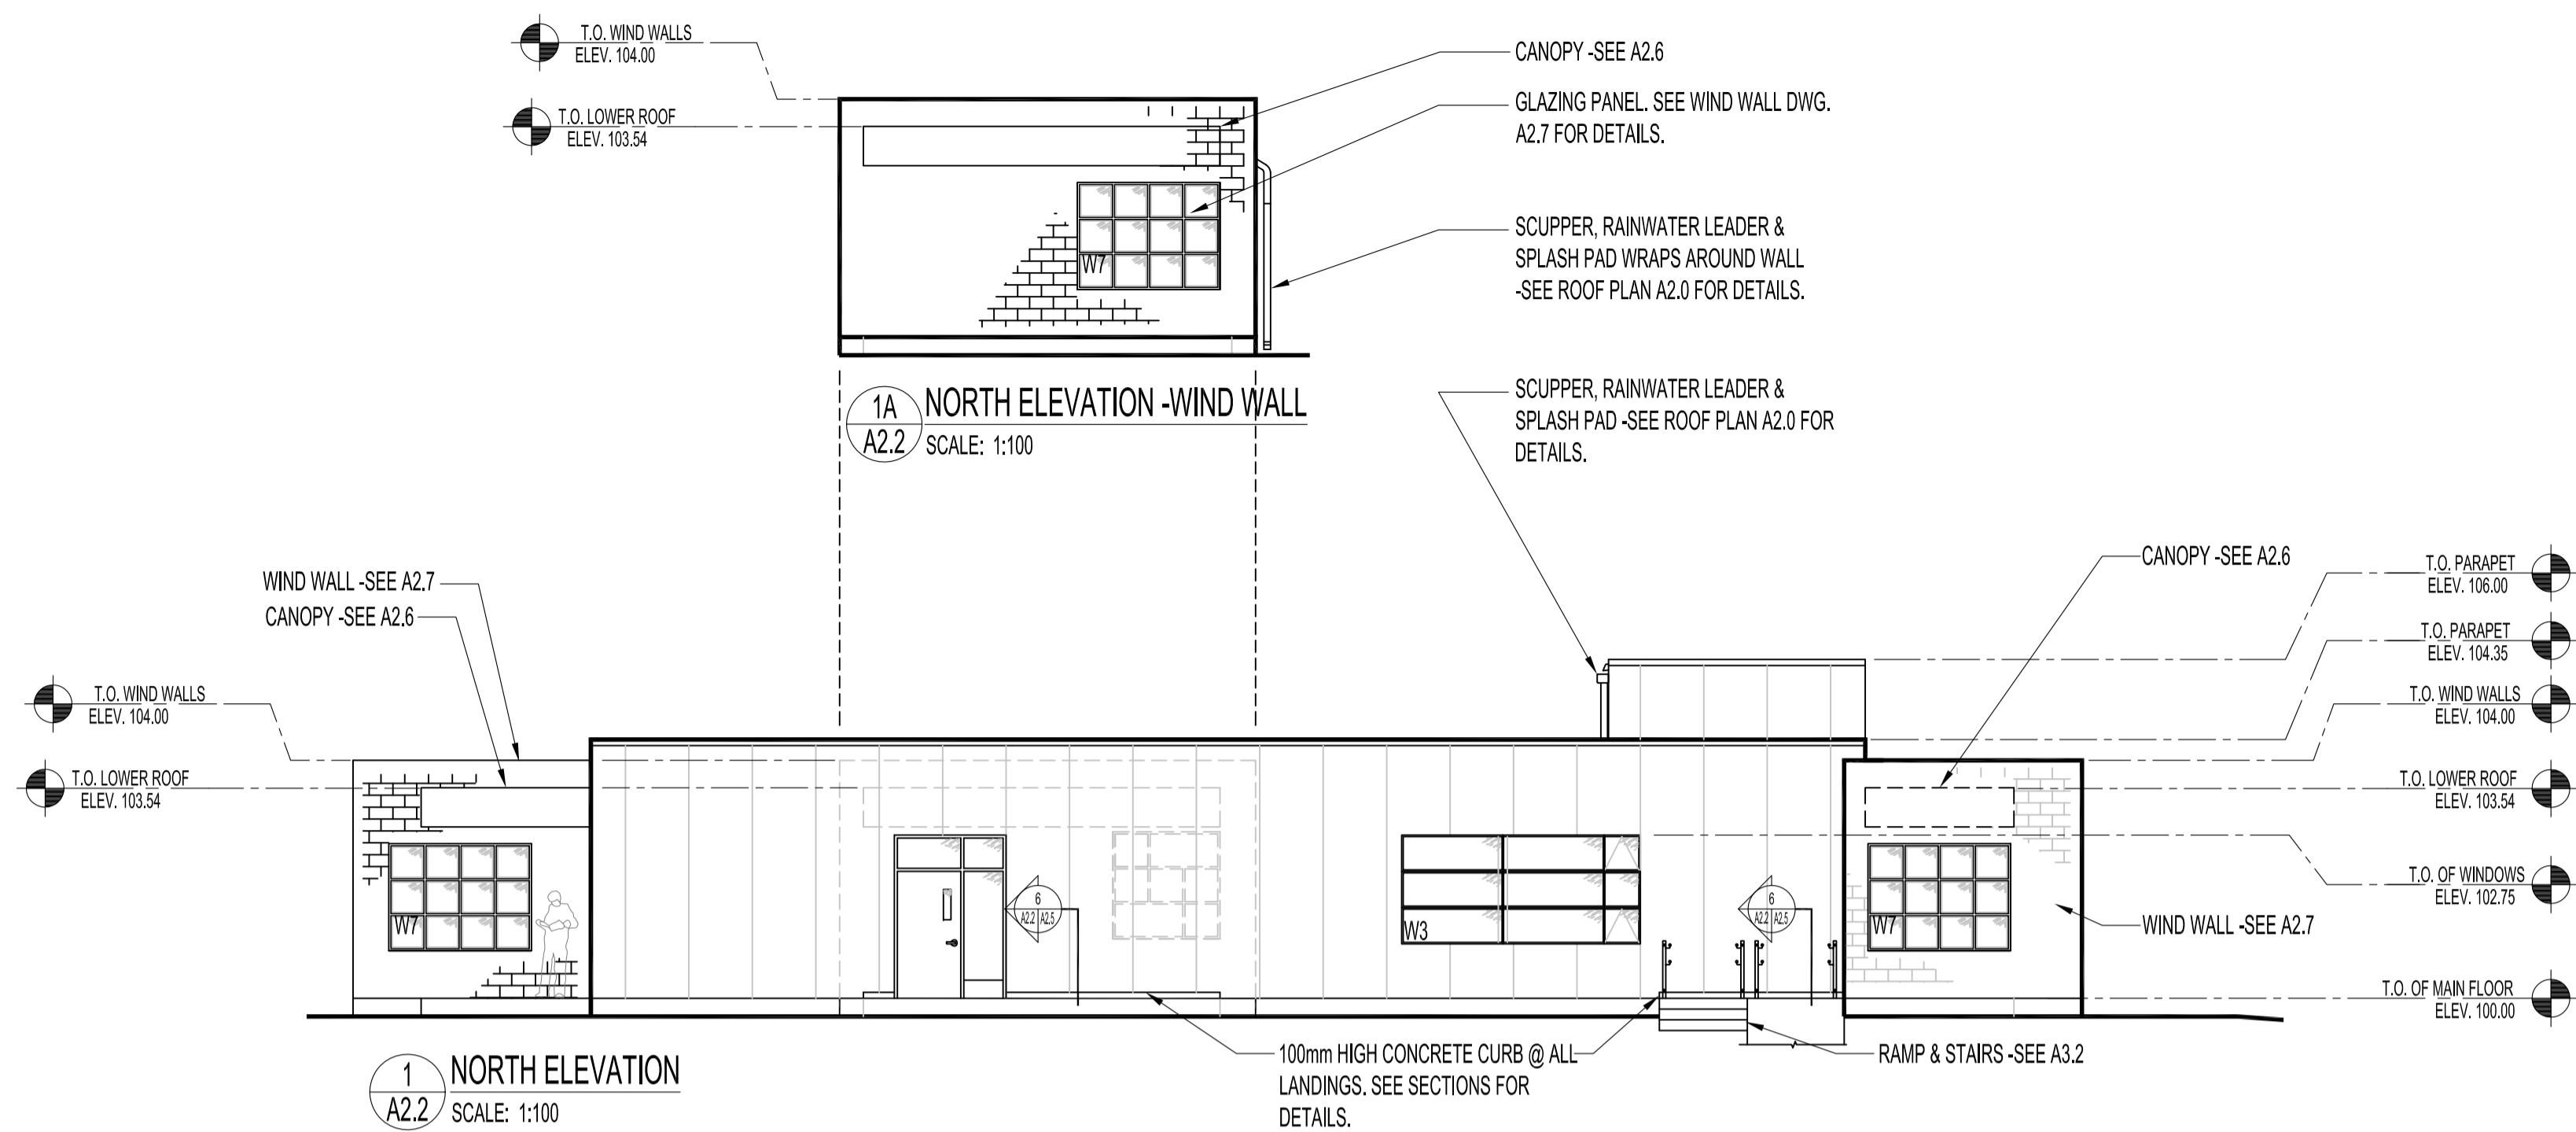 T.O. WIND WALLS
ELEV. 104.00
T.O. LOWER ROOF
ELEV. 103.54
CANOPY -SEE A2.6
GLAZING PANEL. SEE WIND WALL DWG.
A2.7 FOR DETAILS.
SCUPPER, RAINWATER LEADER &
SPLASH PAD WRAPS AROUND WALL
-SEE ROOF PLAN A2.0 FOR DETAILS.
W7
1A
A2.2
NORTH ELEVATION -WIND WALL
SCALE: 1:100
SCUPPER, RAINWATER LEADER &
SPLASH PAD -SEE ROOF PLAN A2.0 FOR
DETAILS.
WIND WALL -SEE A2.7
CANOPY -SEE A2.6
T.O. WIND WALLS
ELEV. 104.00
T.O. LOWER ROOF
ELEV. 103.54
CANOPY -SEE A2.6
T.O. PARAPET
ELEV. 106.00
T.O. PARAPET
ELEV. 104.35
T.O. WIND WALLS
ELEV. 104.00
T.O. LOWER ROOF
ELEV. 103.54
T.O. OF WINDOWS
ELEV. 102.75
WIND WALL -SEE A2.7
T.O. OF MAIN FLOOR
ELEV. 100.00
W7
6
A2.2 A2.5
W3
6
A2.2 A2.5
W7
100mm HIGH CONCRETE CURB @ ALL
LANDINGS. SEE SECTIONS FOR
DETAILS.
RAMP & STAIRS -SEE A3.2
1
A2.2
NORTH ELEVATION
SCALE: 1:100